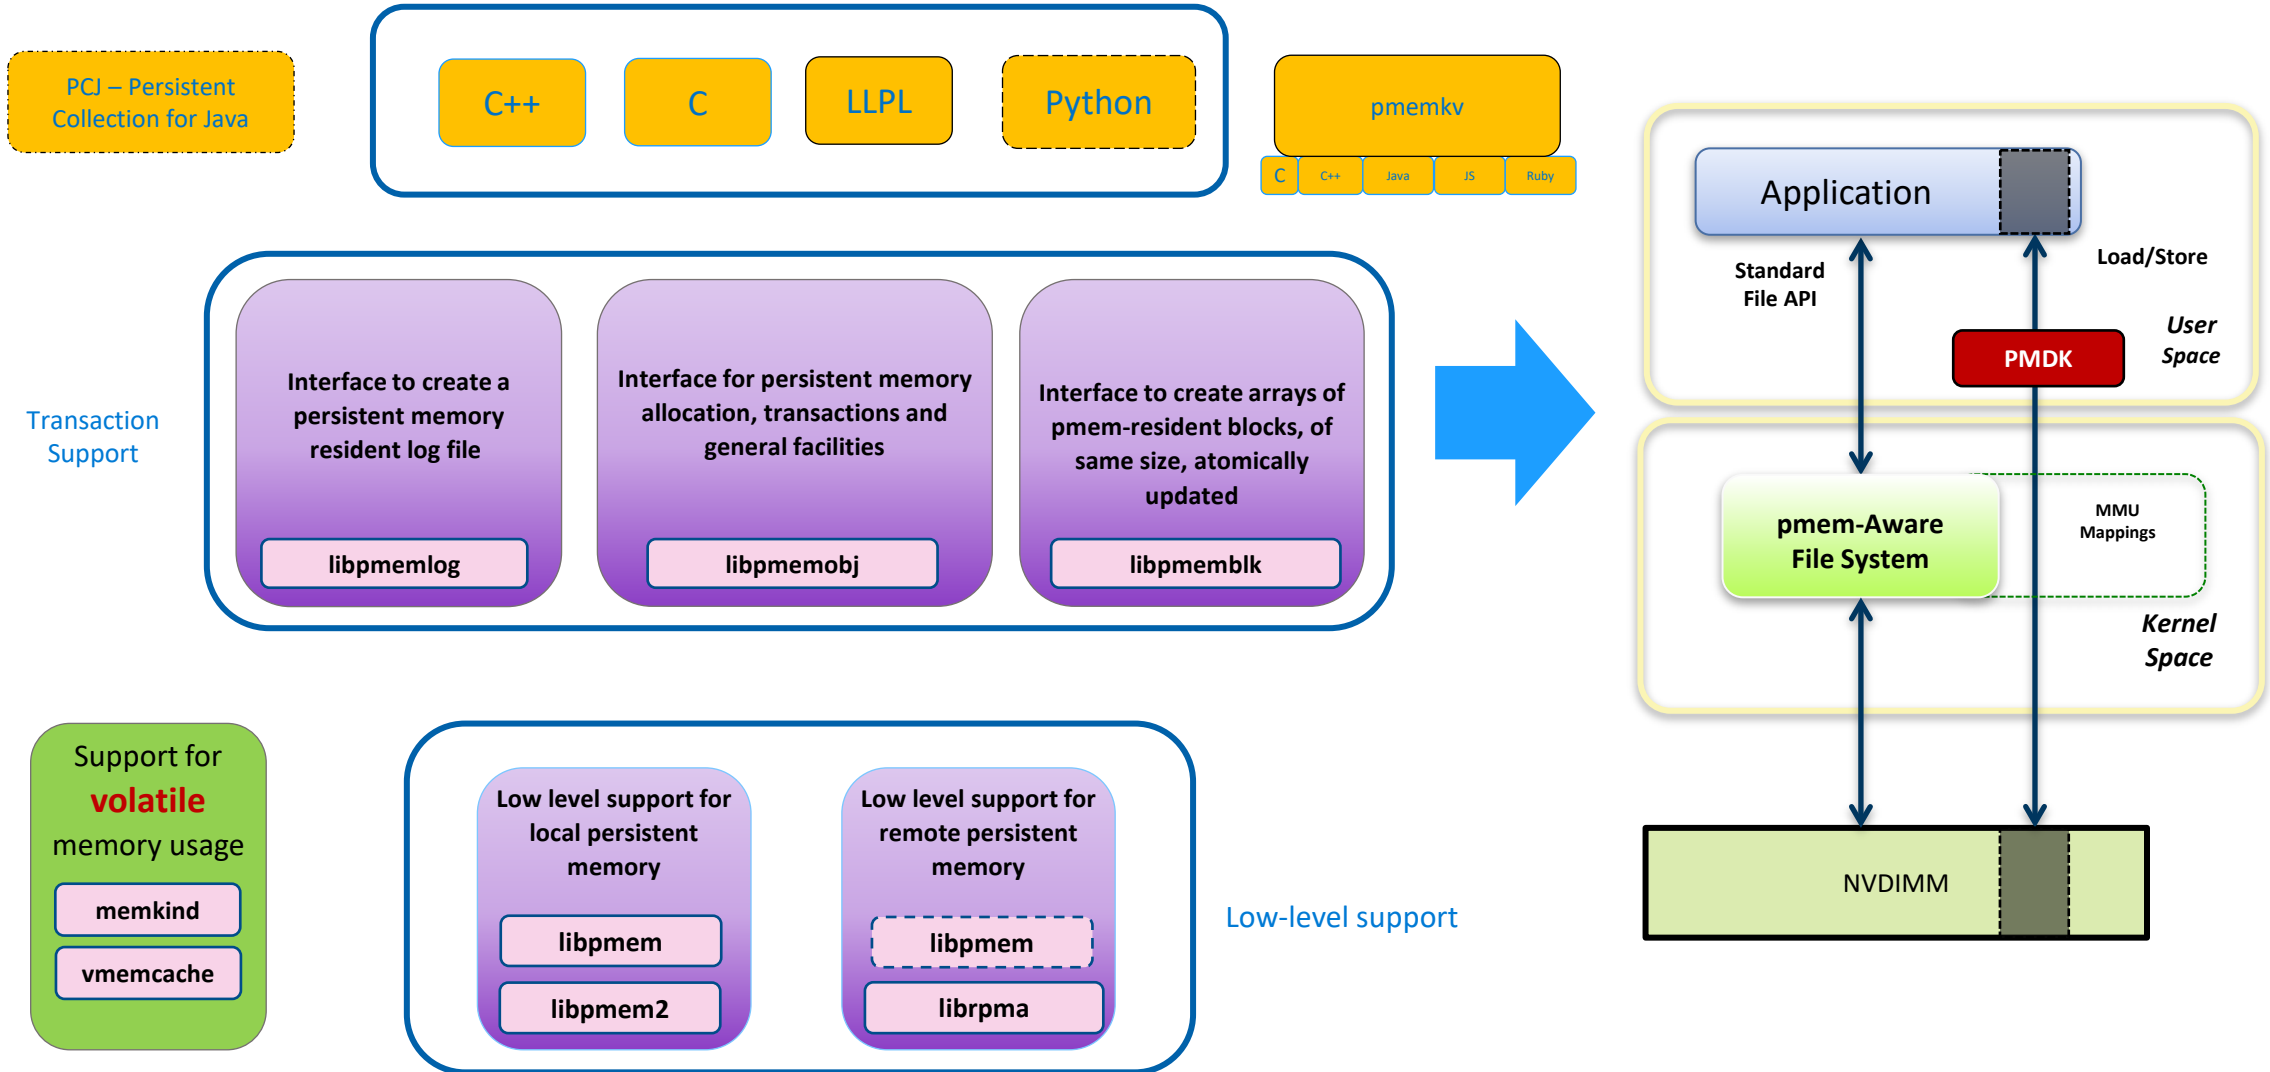 PCJ – Persistent
Collection for Java
C++
C
LLPL
Python
pmemkv
C
C++
Java
JS
Ruby
Transaction
Support
Interface to create a
persistent memory
resident log file
libpmemlog
Interface for persistent memory
allocation, transactions and
general facilities
libpmemobj
Interface to create arrays of
pmem-resident blocks, of
same size, atomically
updated
libpmemblk
Support for
volatile
memory usage
memkind
vmemcache
Low level support for
local persistent
memory
libpmem
libpmem2
Low level support for
remote persistent
memory
libpmem
librpma
Low-level support
Application
Standard
File API
Load/Store
User
Space
PMDK
pmem-Aware
File System
MMU
Mappings
Kernel
Space
NVDIMM